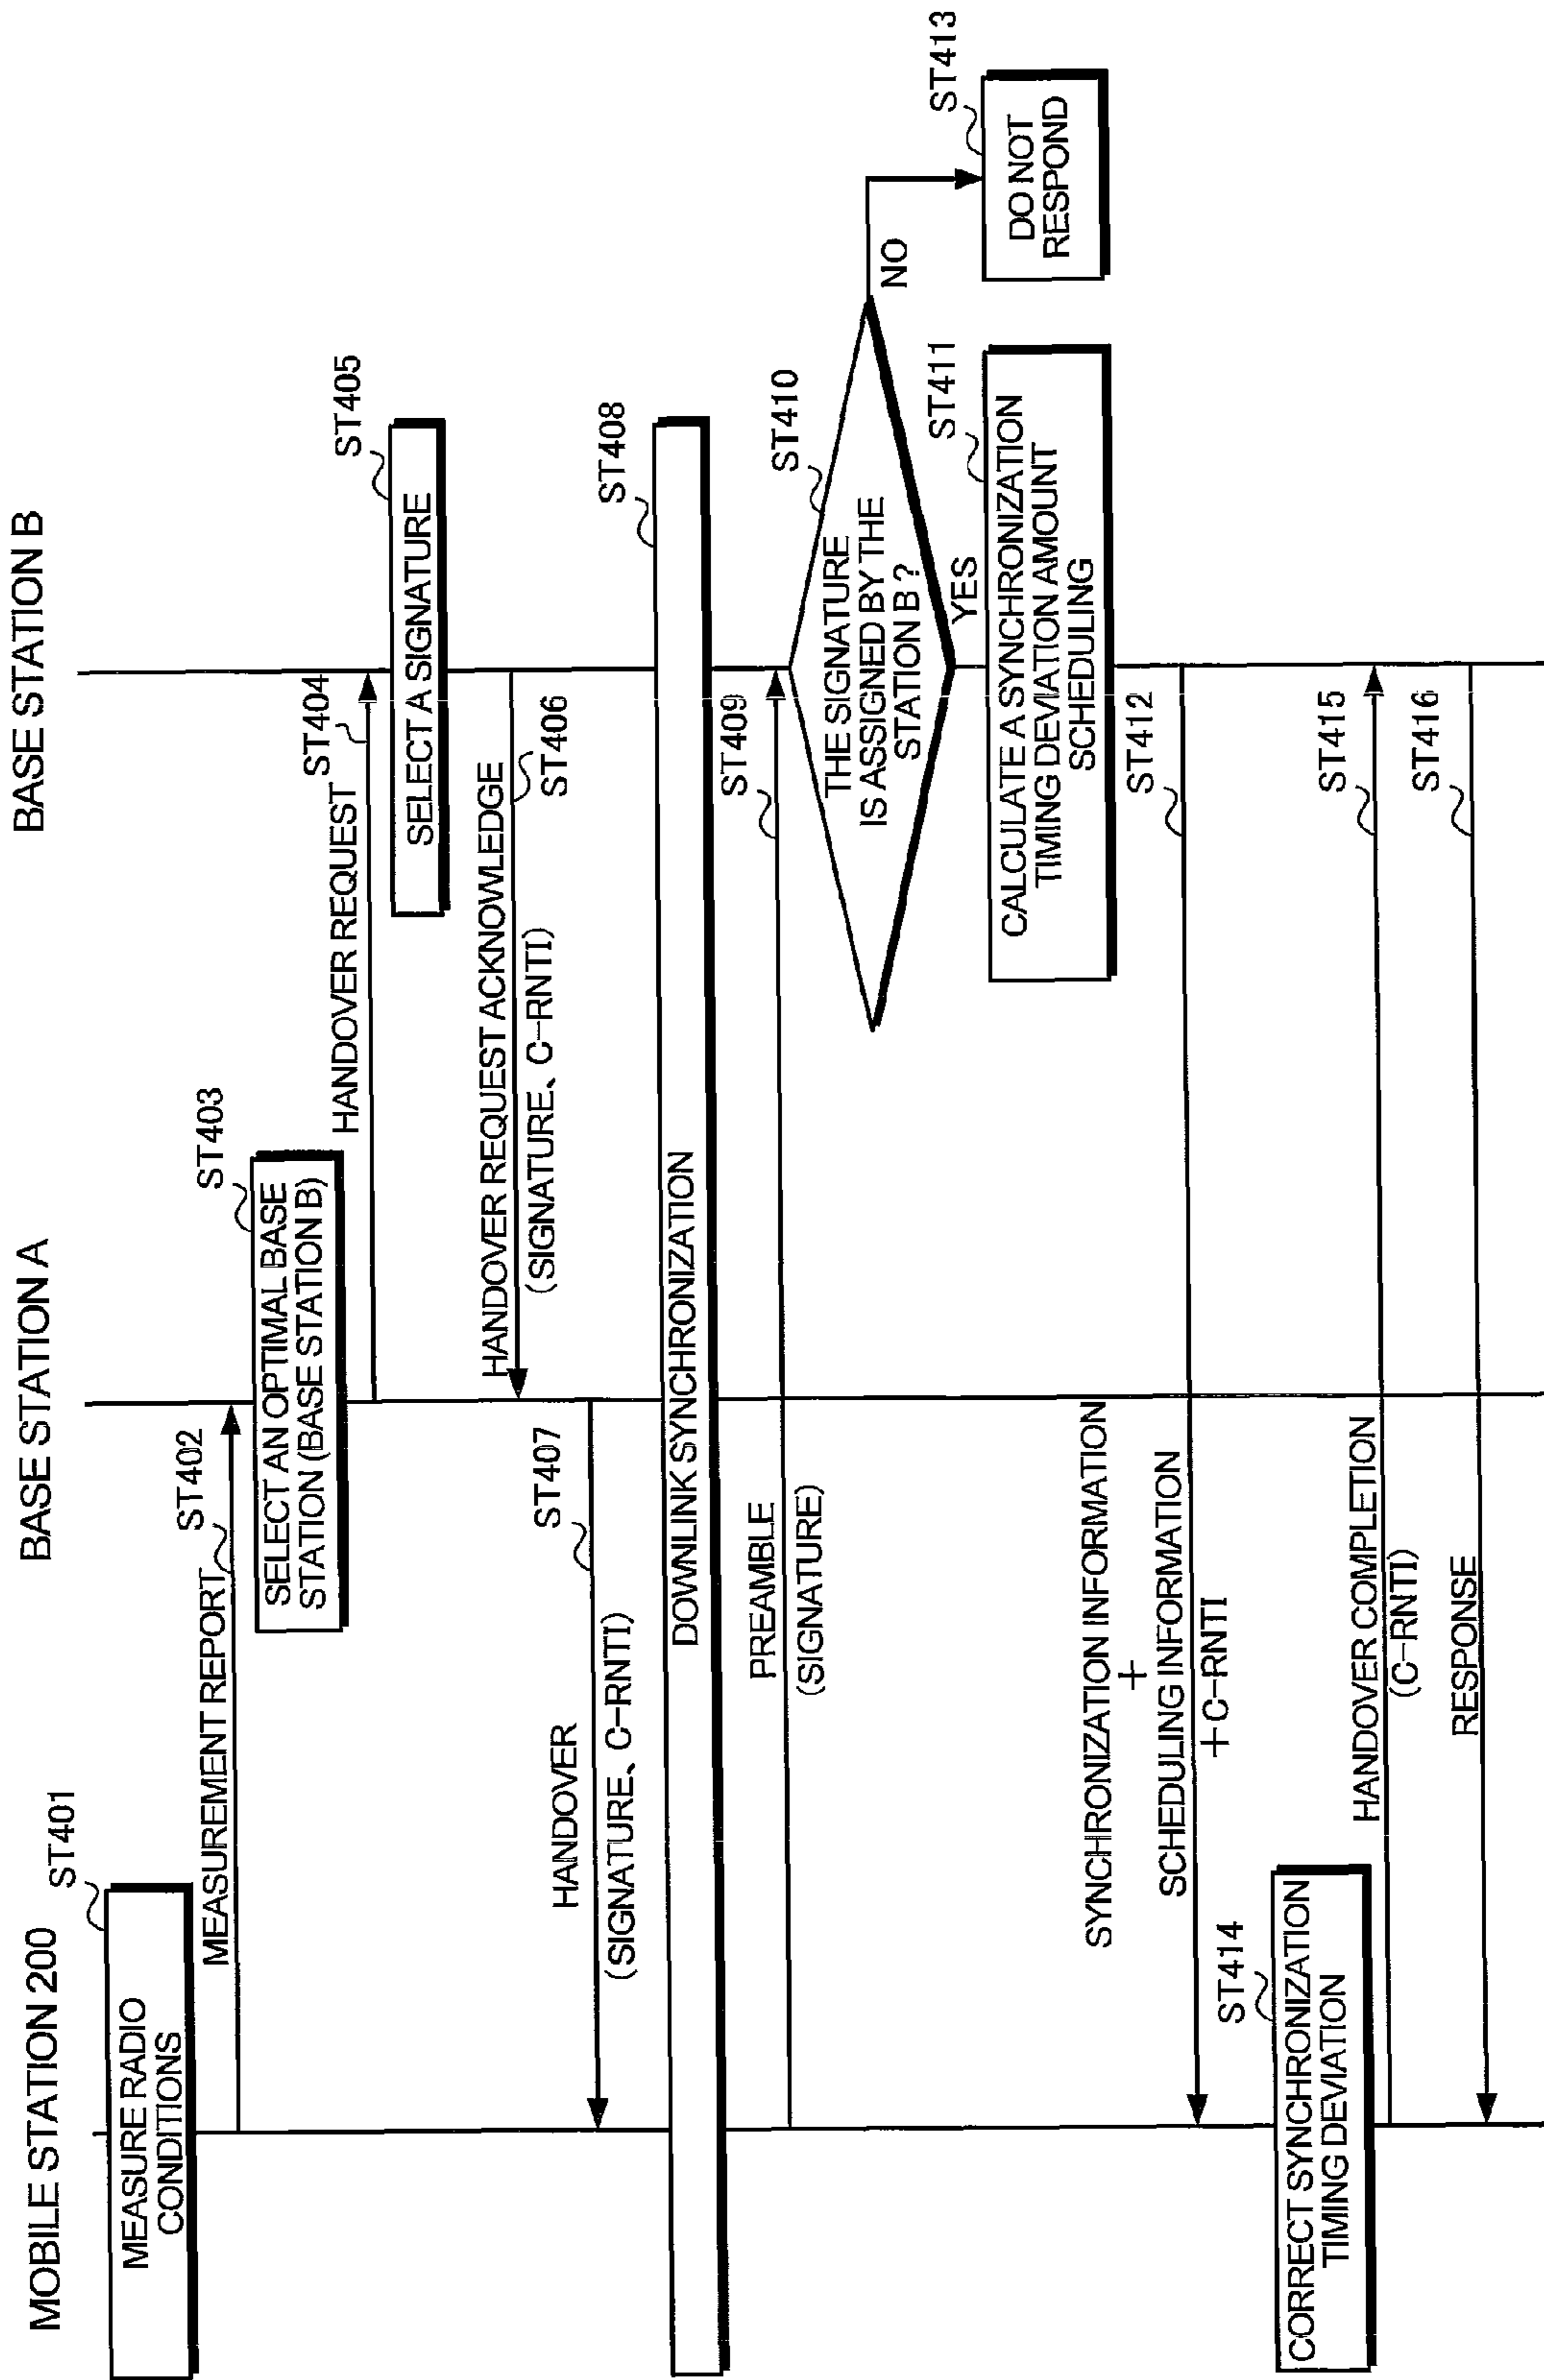 MOBILE STATION 200
BASE STATION A
BASE STATION B
ST401
MEASURE RADIO
CONDITIONS
MEASUREMENT REPORT
ST402
ST403
SELECT AN OPTIMAL BASE
STATION (BASE STATION B)
HANDOVER REQUEST
ST404
ST405
SELECT A SIGNATURE
HANDOVER REQUEST ACKNOWLEDGE
(SIGNATURE、C-RNTI)
ST406
ST407
HANDOVER
(SIGNATURE、C-RNTI)
ST408
DOWNLINK SYNCHRONIZATION
ST409
PREAMBLE
(SIGNATURE)
ST410
THE SIGNATURE
IS ASSIGNED BY THE
STATION B ?
NO
YES
ST413
DO NOT
RESPOND
ST411
CALCULATE A SYNCHRONIZATION
TIMING DEVIATION AMOUNT
SCHEDULING
ST412
SYNCHRONIZATION INFORMATION
+
SCHEDULING INFORMATION
+C-RNTI
ST414
CORRECT SYNCHRONIZATION
TIMING DEVIATION
ST415
HANDOVER COMPLETION
(C-RNTI)
ST416
RESPONSE